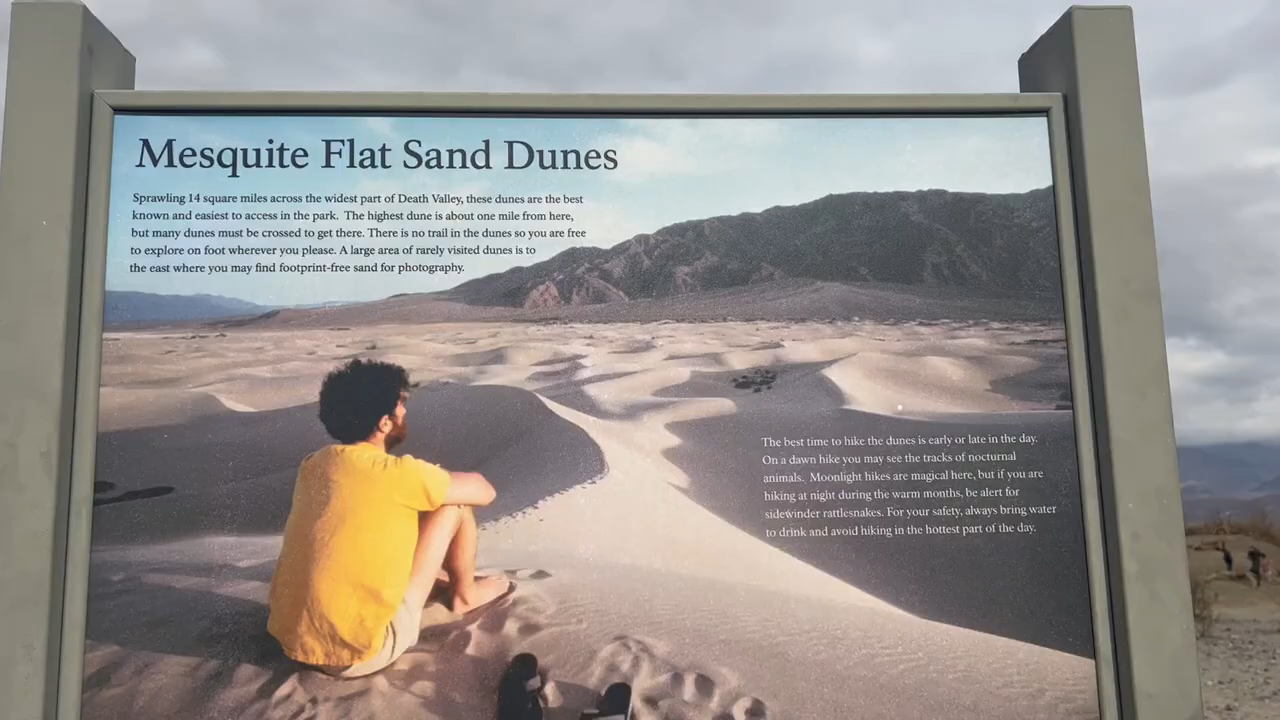 Mesquite Flat Sand Dunes
Sprawling 14 square miles across the widest part of Death Valley, these dunes are the best
known and easiest to access in the park. The highest dune is about one mile from here,
but many dunes must be crossed to get there. There is no trail in the dunes so you are free
to explore on foot wherever you please. A large area of rarely visited dunes is to
the east where you may find footprint-free sand for photography.
The best time to hike the dunes is early or late in the day.
On a dawn hike you may see the tracks of nocturnal
animals. Moonlight hikes are magical here, but if you are
hiking at night during the warm months, be alert for
sidewinder rattlesnakes. For your safety, always bring water
to drink and avoid hiking in the hottest part of the day.